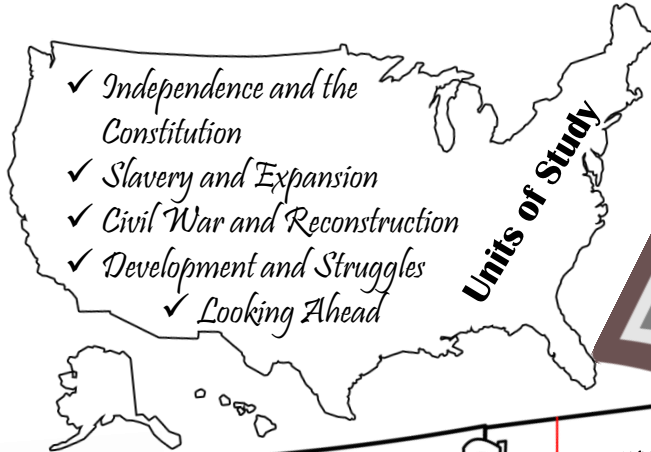 ✓ Independence and the
Constitution
✓ Slavery and Expansion
✓ Civil War and Reconstruction
✓ Development and Struggles
✓ Looking Ahead
Units of Study